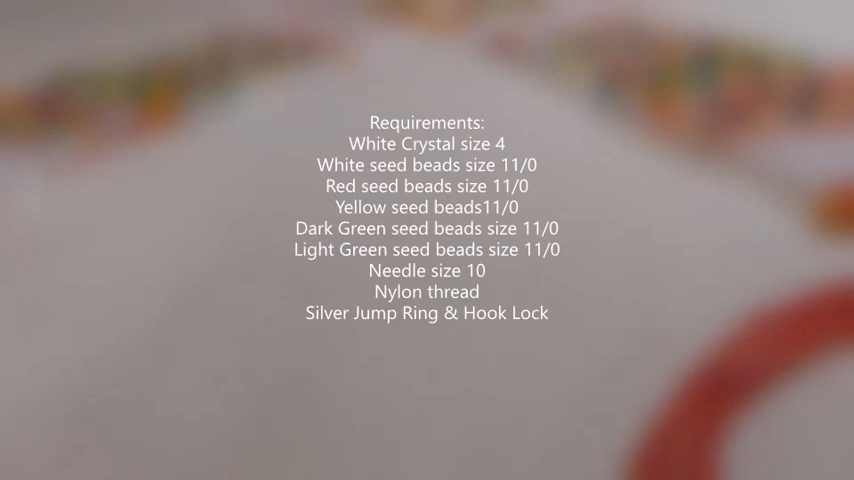 Requirements:
White Crystal size 4
White seed beads size 11/0
Red seed beads size 11/0
Yellow seed beads11/0
Dark Green seed beads size 11/0
Light Green seed beads size 11/0
Needle size 10
Nylon thread
Silver Jump Ring & Hook Lock